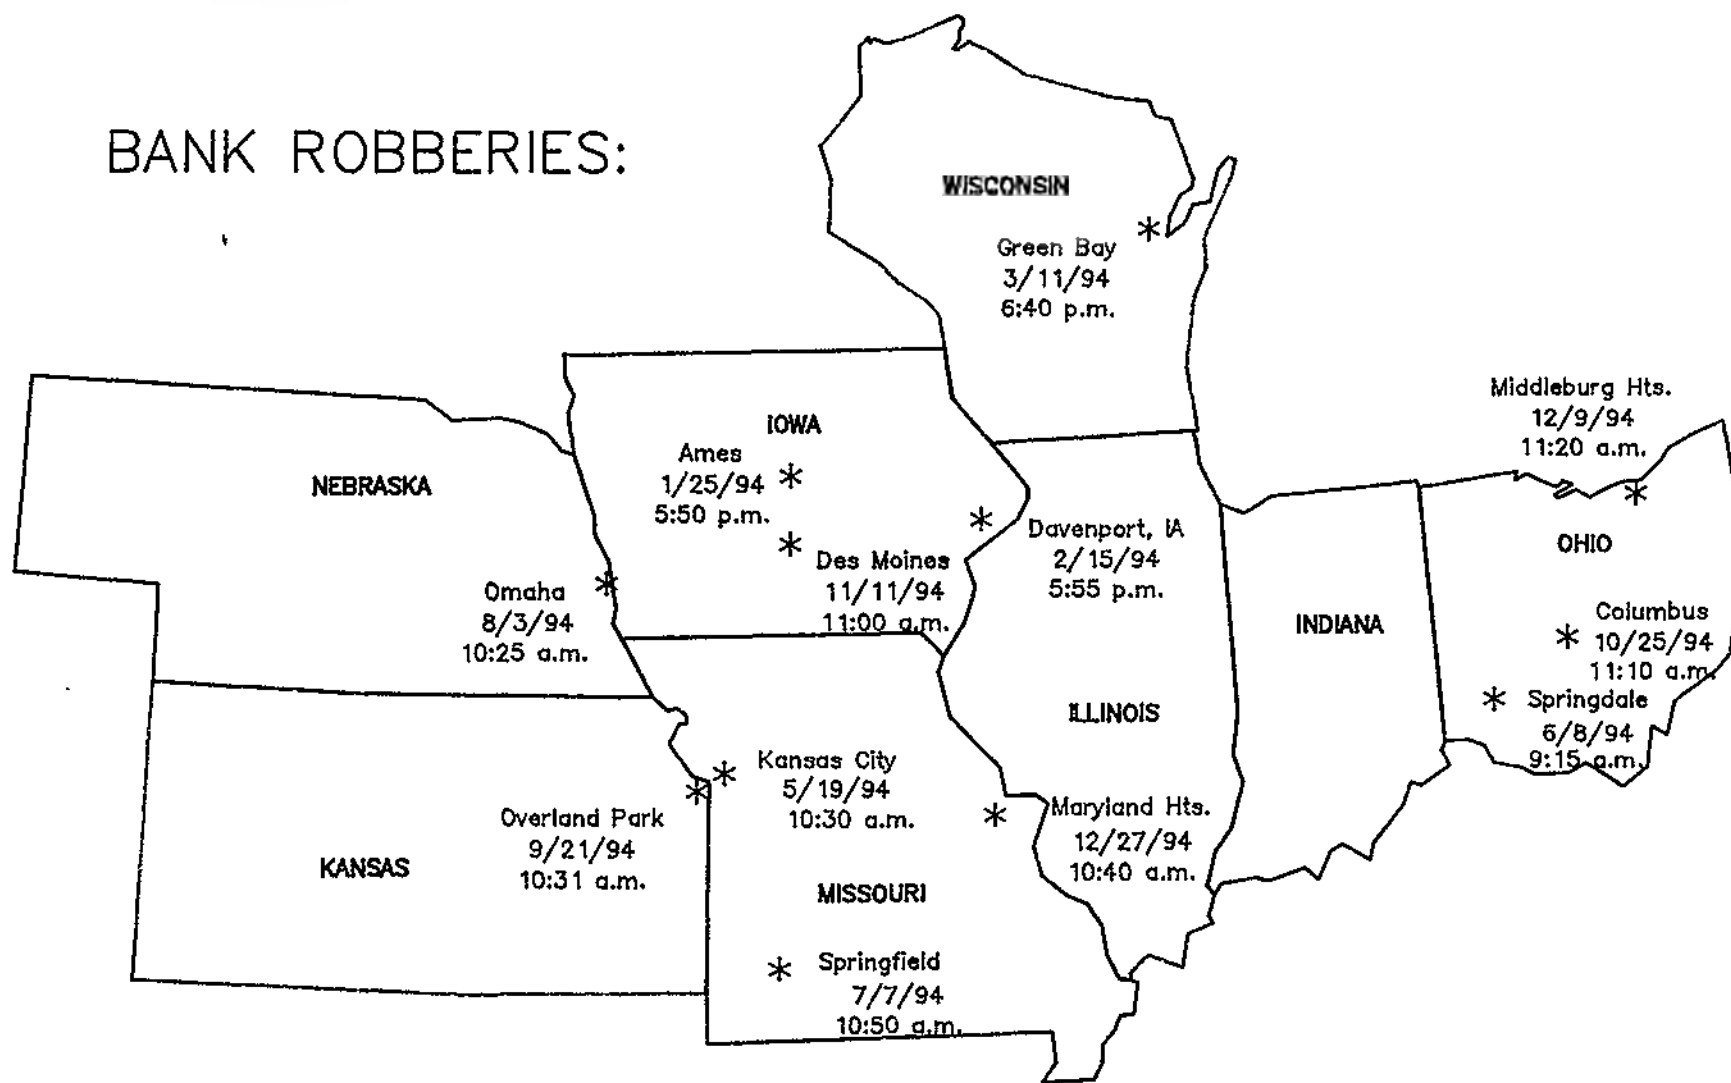 BANK ROBBERIES:
WISCONSIN
Green Bay
3/11/94
6:40 p.m.
IOWA
Ames
1/25/94
5:50 p.m.
Des Moines
11/11/94
11:00 a.m.
Davenport, IA
2/15/94
5:55 p.m.
NEBRASKA
Omaha
8/3/94
10:25 a.m.
Middleburg Hts.
12/9/94
11:20 a.m.
OHIO
Columbus
10/25/94
11:10 a.m.
Springdale
6/8/94
9:15 a.m.
INDIANA
ILLINOIS
Kansas City
5/19/94
10:30 a.m.
Overland Park
9/21/94
10:31 a.m.
KANSAS
Maryland Hts.
12/27/94
10:40 a.m.
MISSOURI
Springfield
7/7/94
10:50 a.m.